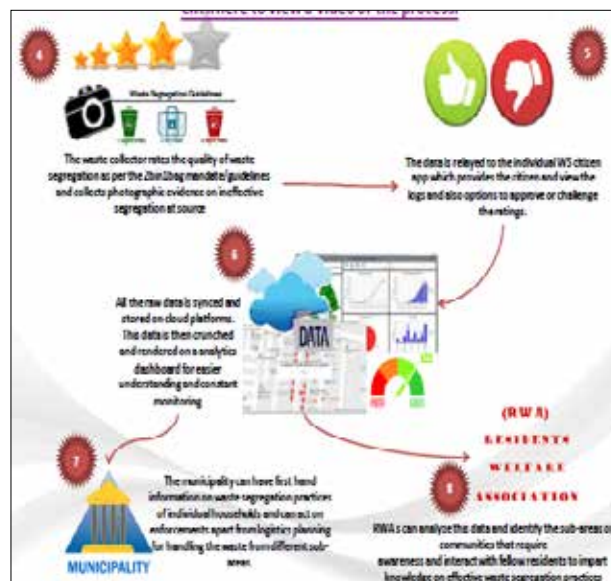 Click here to view a video of the process.
4
5
Waste Segregation Guidelines
The waste collector rates the quality of waste
segregation as per the 2bin1bag mandate/guidelines
and collects photographic evidence on ineffective
segregation at source
The data is relayed to the individual WS citizen
app which provides the citizen and view the
logs and also options to approve or challenge
the ratings.
6
All the raw data is synced and
stored on cloud platforms.
This data is then crunched
and rendered on a analytics
dashboard for easier
understanding and constant
monitoring
DATA
(RWA)
RESIDENTS
WELFARE
ASSOCIATION
7
MUNICIPALITY
The municipality can have first hand
information on waste segregation practices
of individual households and can act on
enforcements apart from logistics planning
for handling the waste from different sub-
areas.
8
RWAs can analyse this data and identify the sub-areas or
communities that require
awareness and interact with fellow residents to impart
knowledge on effective waste segregation practices